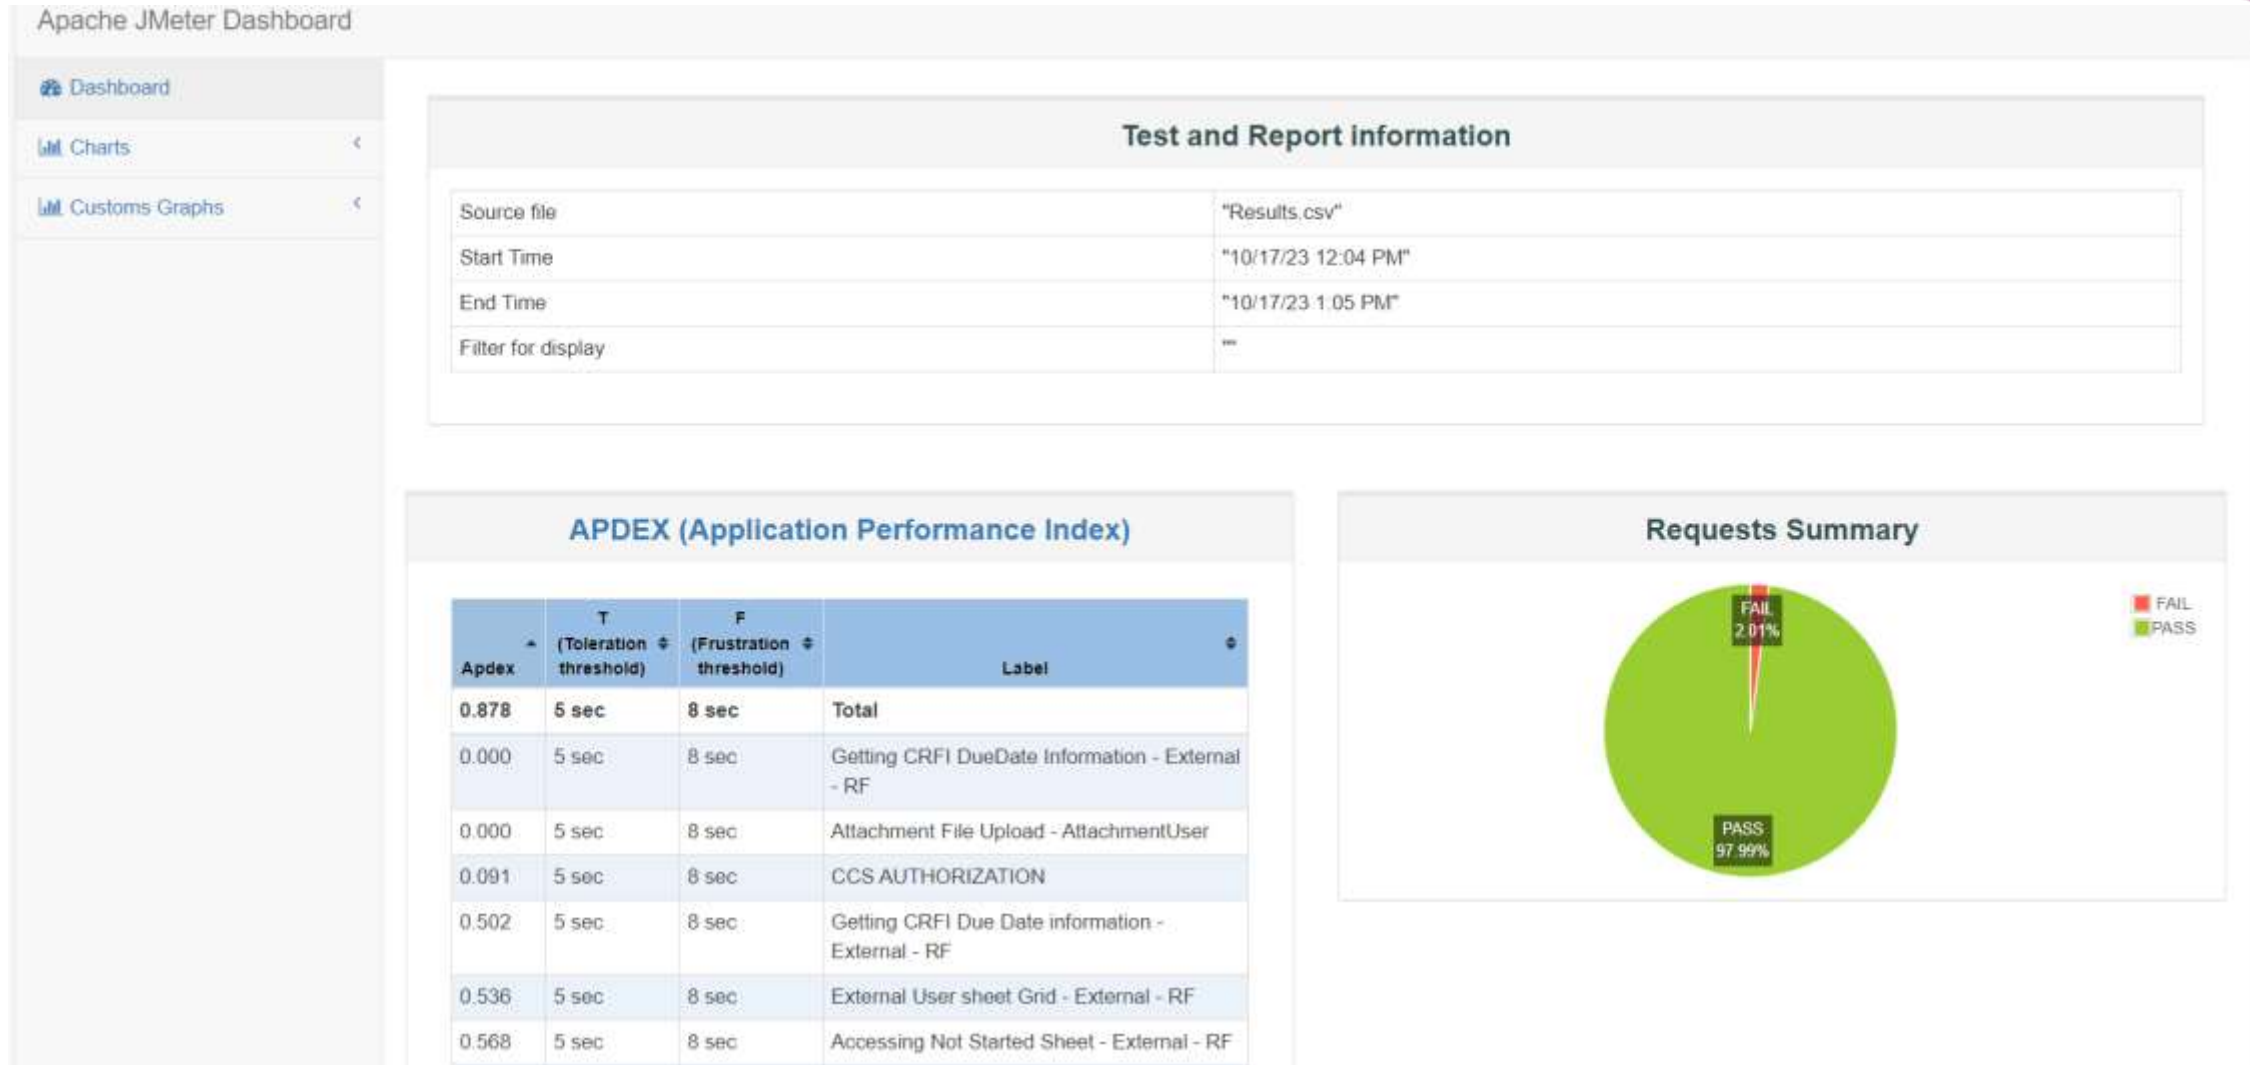 Apache JMeter Dashboard
Dashboard
Charts
Customs Graphs
Test and Report information
Source file "Results.csv"
Start Time "10/17/23 12:04 PM"
End Time "10/17/23 1:05 PM"
Filter for display ""
APDEX (Application Performance Index)
Apdex T (Toleration threshold) F (Frustration threshold) Label
0.878 5 sec 8 sec Total
0.000 5 sec 8 sec Getting CRFI DueDate Information - External
- RF
0.000 5 sec 8 sec Attachment File Upload - AttachmentUser
0.091 5 sec 8 sec CCS AUTHORIZATION
0.502 5 sec 8 sec Getting CRFI Due Date information -
External - RF
0.536 5 sec 8 sec External User sheet Grid - External - RF
0.568 5 sec 8 sec Accessing Not Started Sheet - External - RF
Requests Summary
FAIL
2.01%
PASS
97.99%
FAIL
PASS